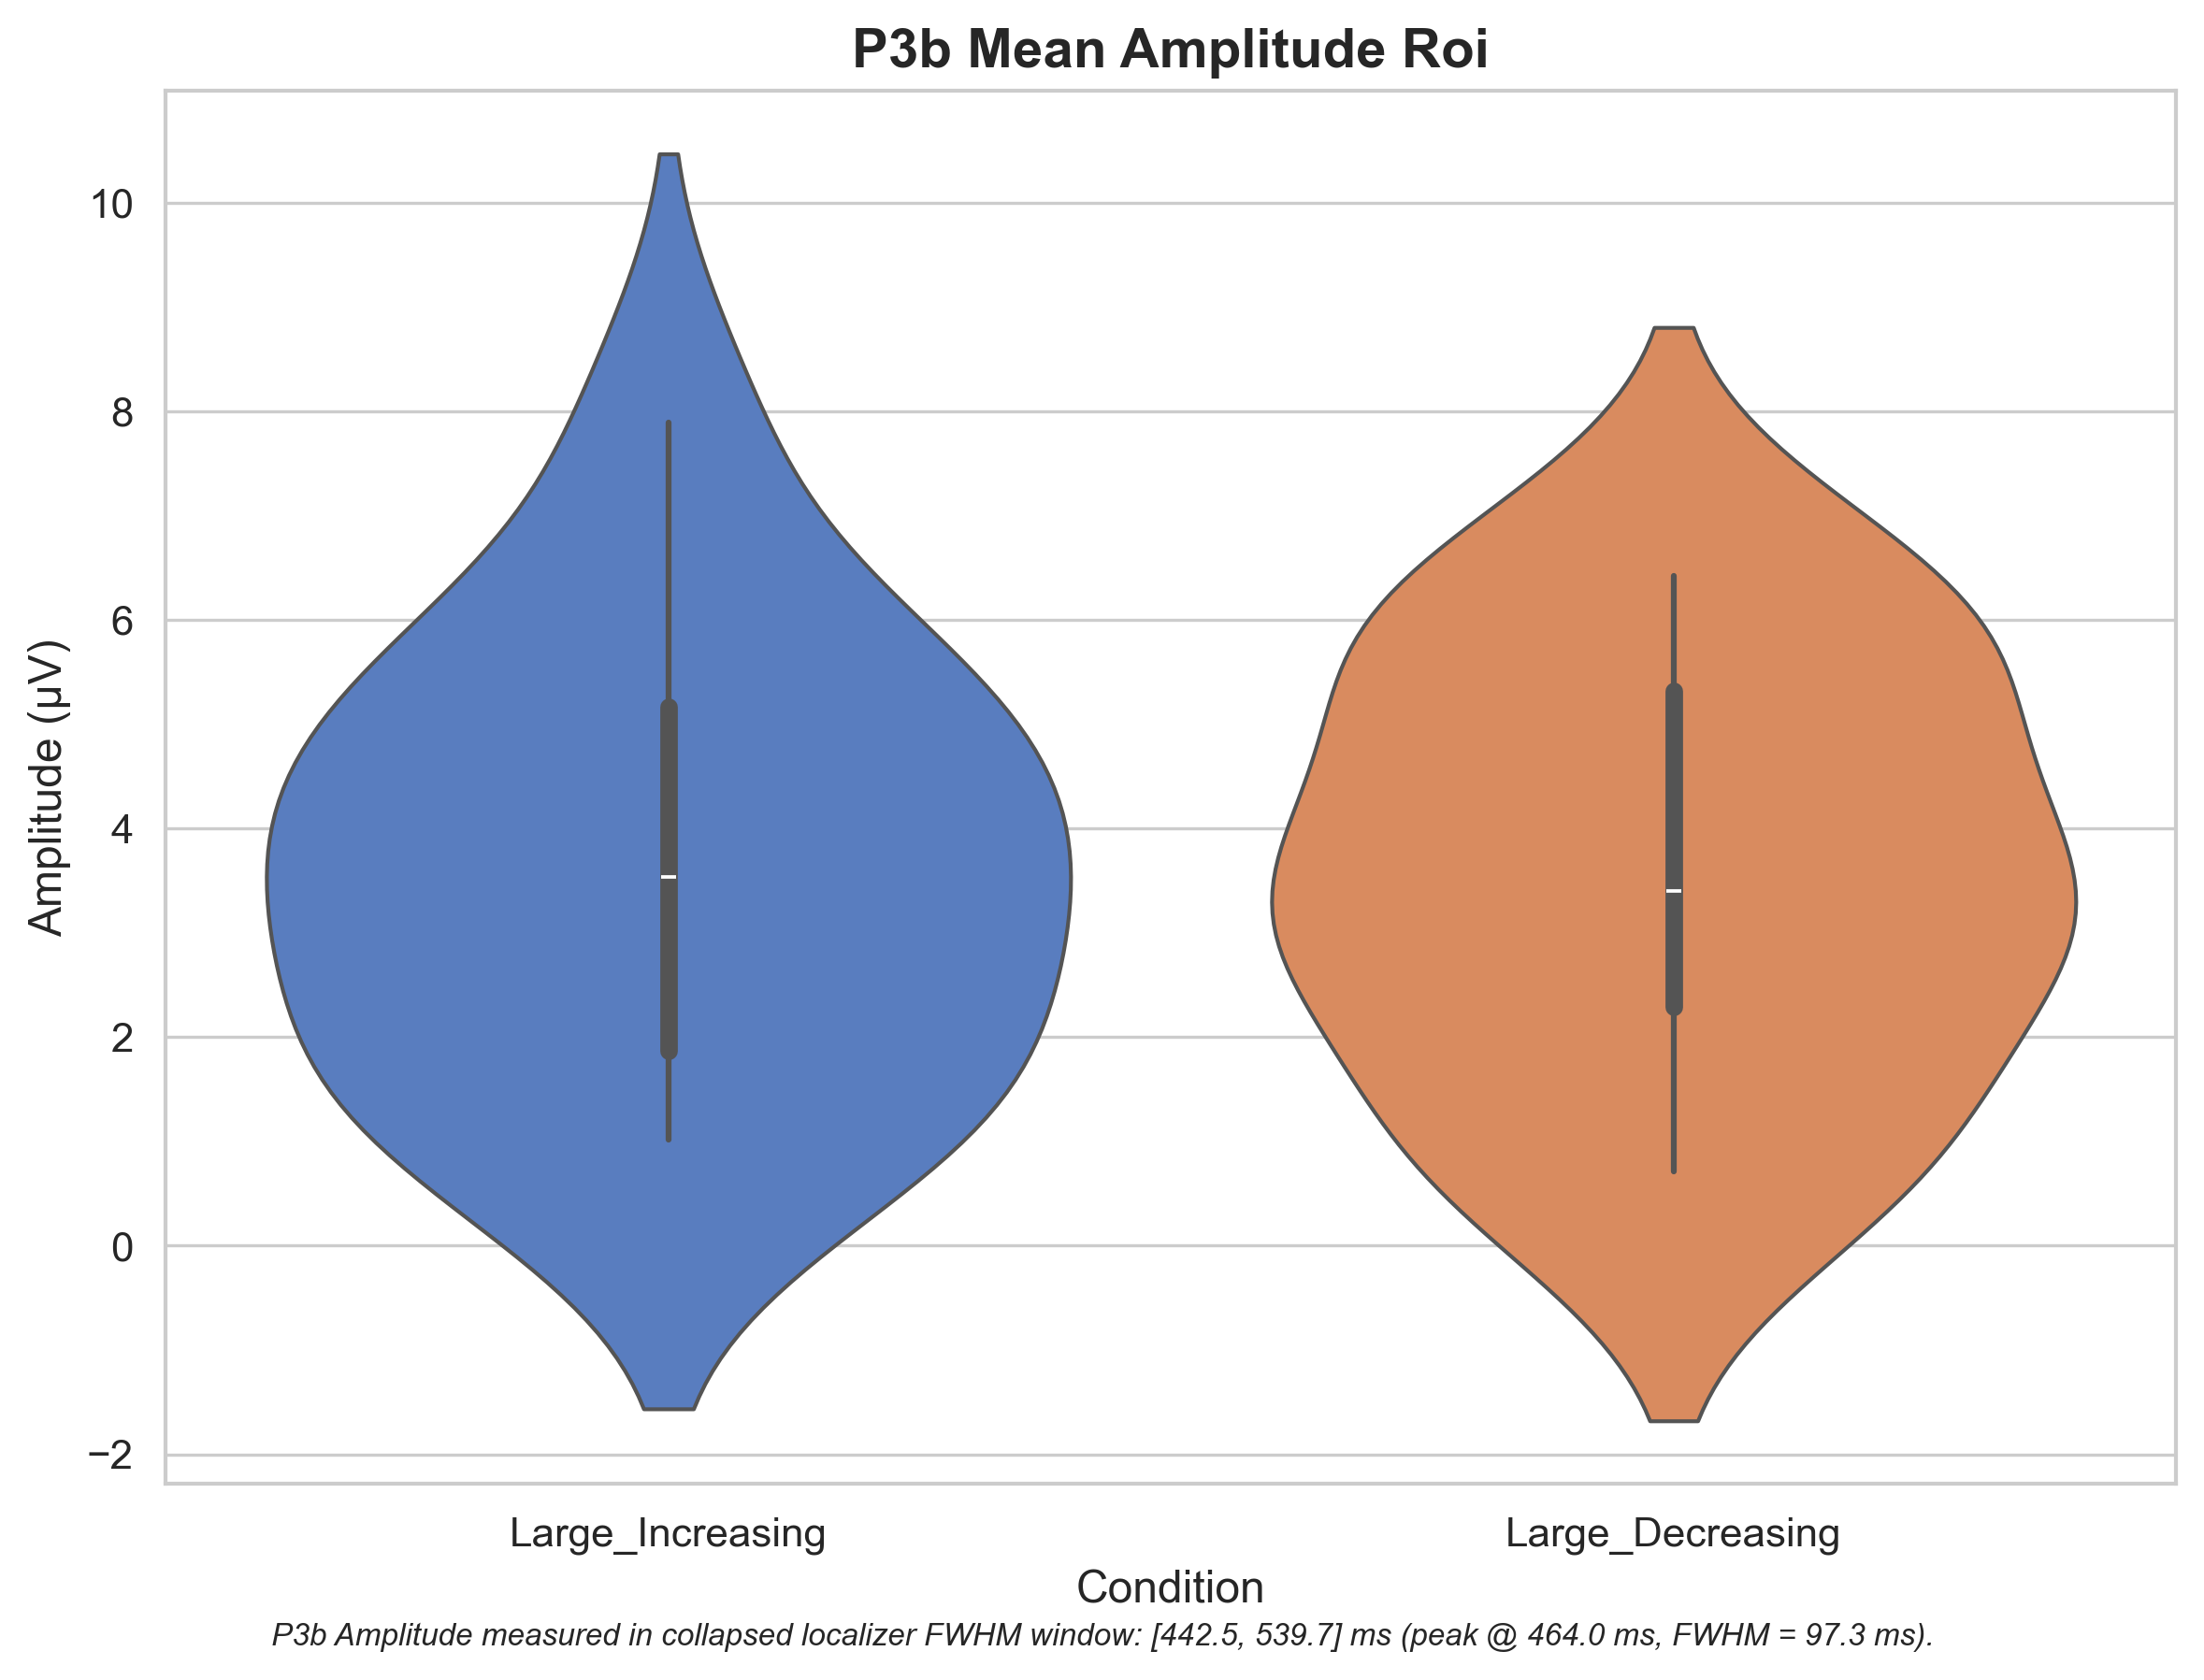 P3b Mean Amplitude Roi
10
8
6
4
2
0
−2
Amplitude (µV)
Large_Increasing
Large_Decreasing
Condition
P3b Amplitude measured in collapsed localizer FWHM window: [442.5, 539.7] ms (peak @ 464.0 ms, FWHM = 97.3 ms).